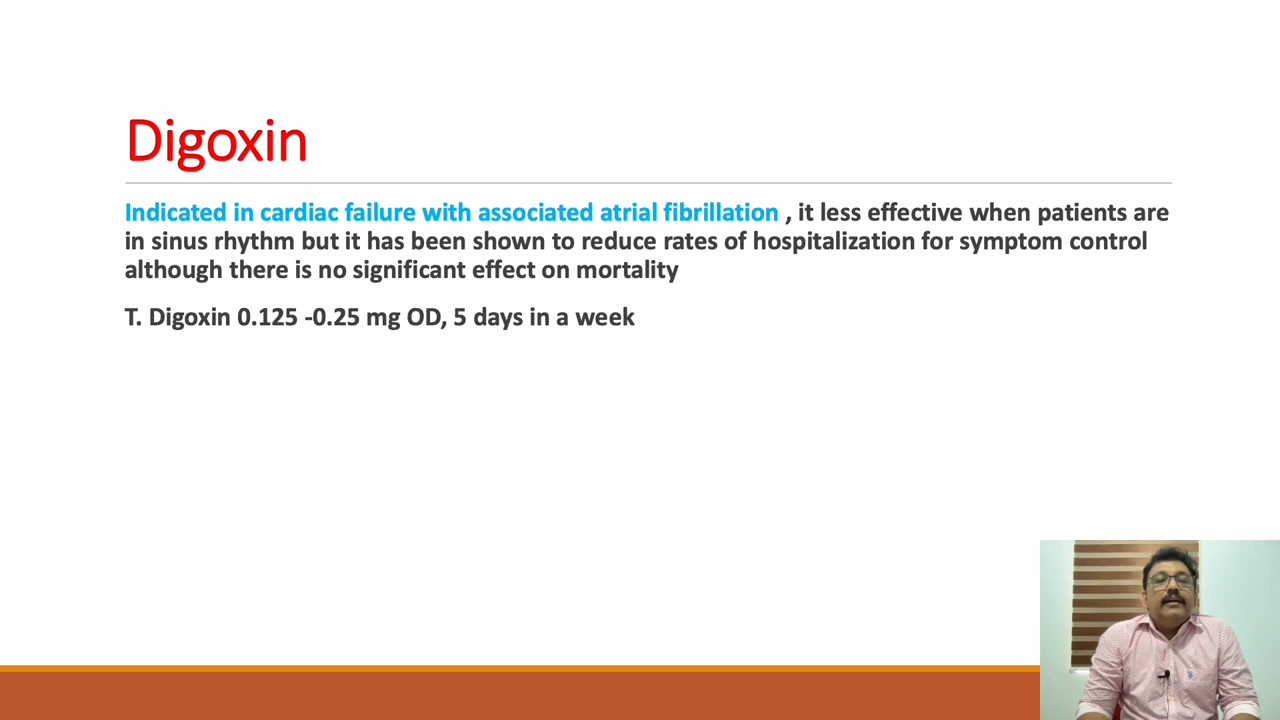 Digoxin
Indicated in cardiac failure with associated atrial fibrillation , it less effective when patients are
in sinus rhythm but it has been shown to reduce rates of hospitalization for symptom control
although there is no significant effect on mortality
T. Digoxin 0.125 -0.25 mg OD, 5 days in a week